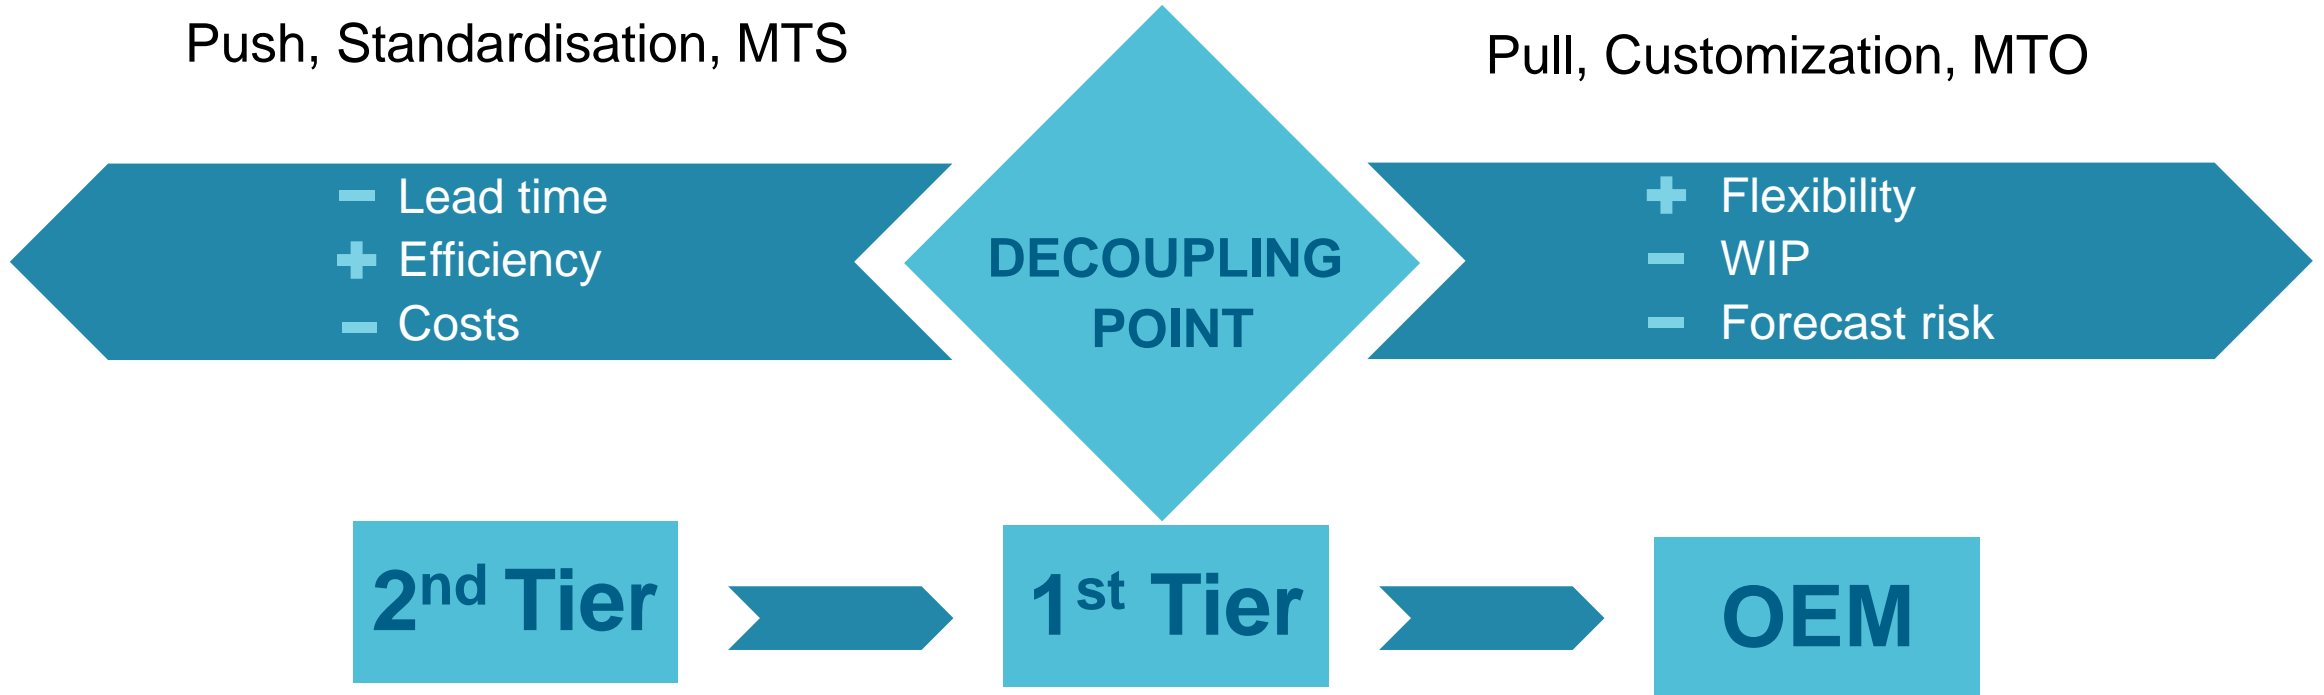 Push, Standardisation, MTS
Pull, Customization, MTO
– Lead time
+ Efficiency
– Costs
DECOUPLING
POINT
+ Flexibility
– WIP
– Forecast risk
2nd Tier
1st Tier
OEM